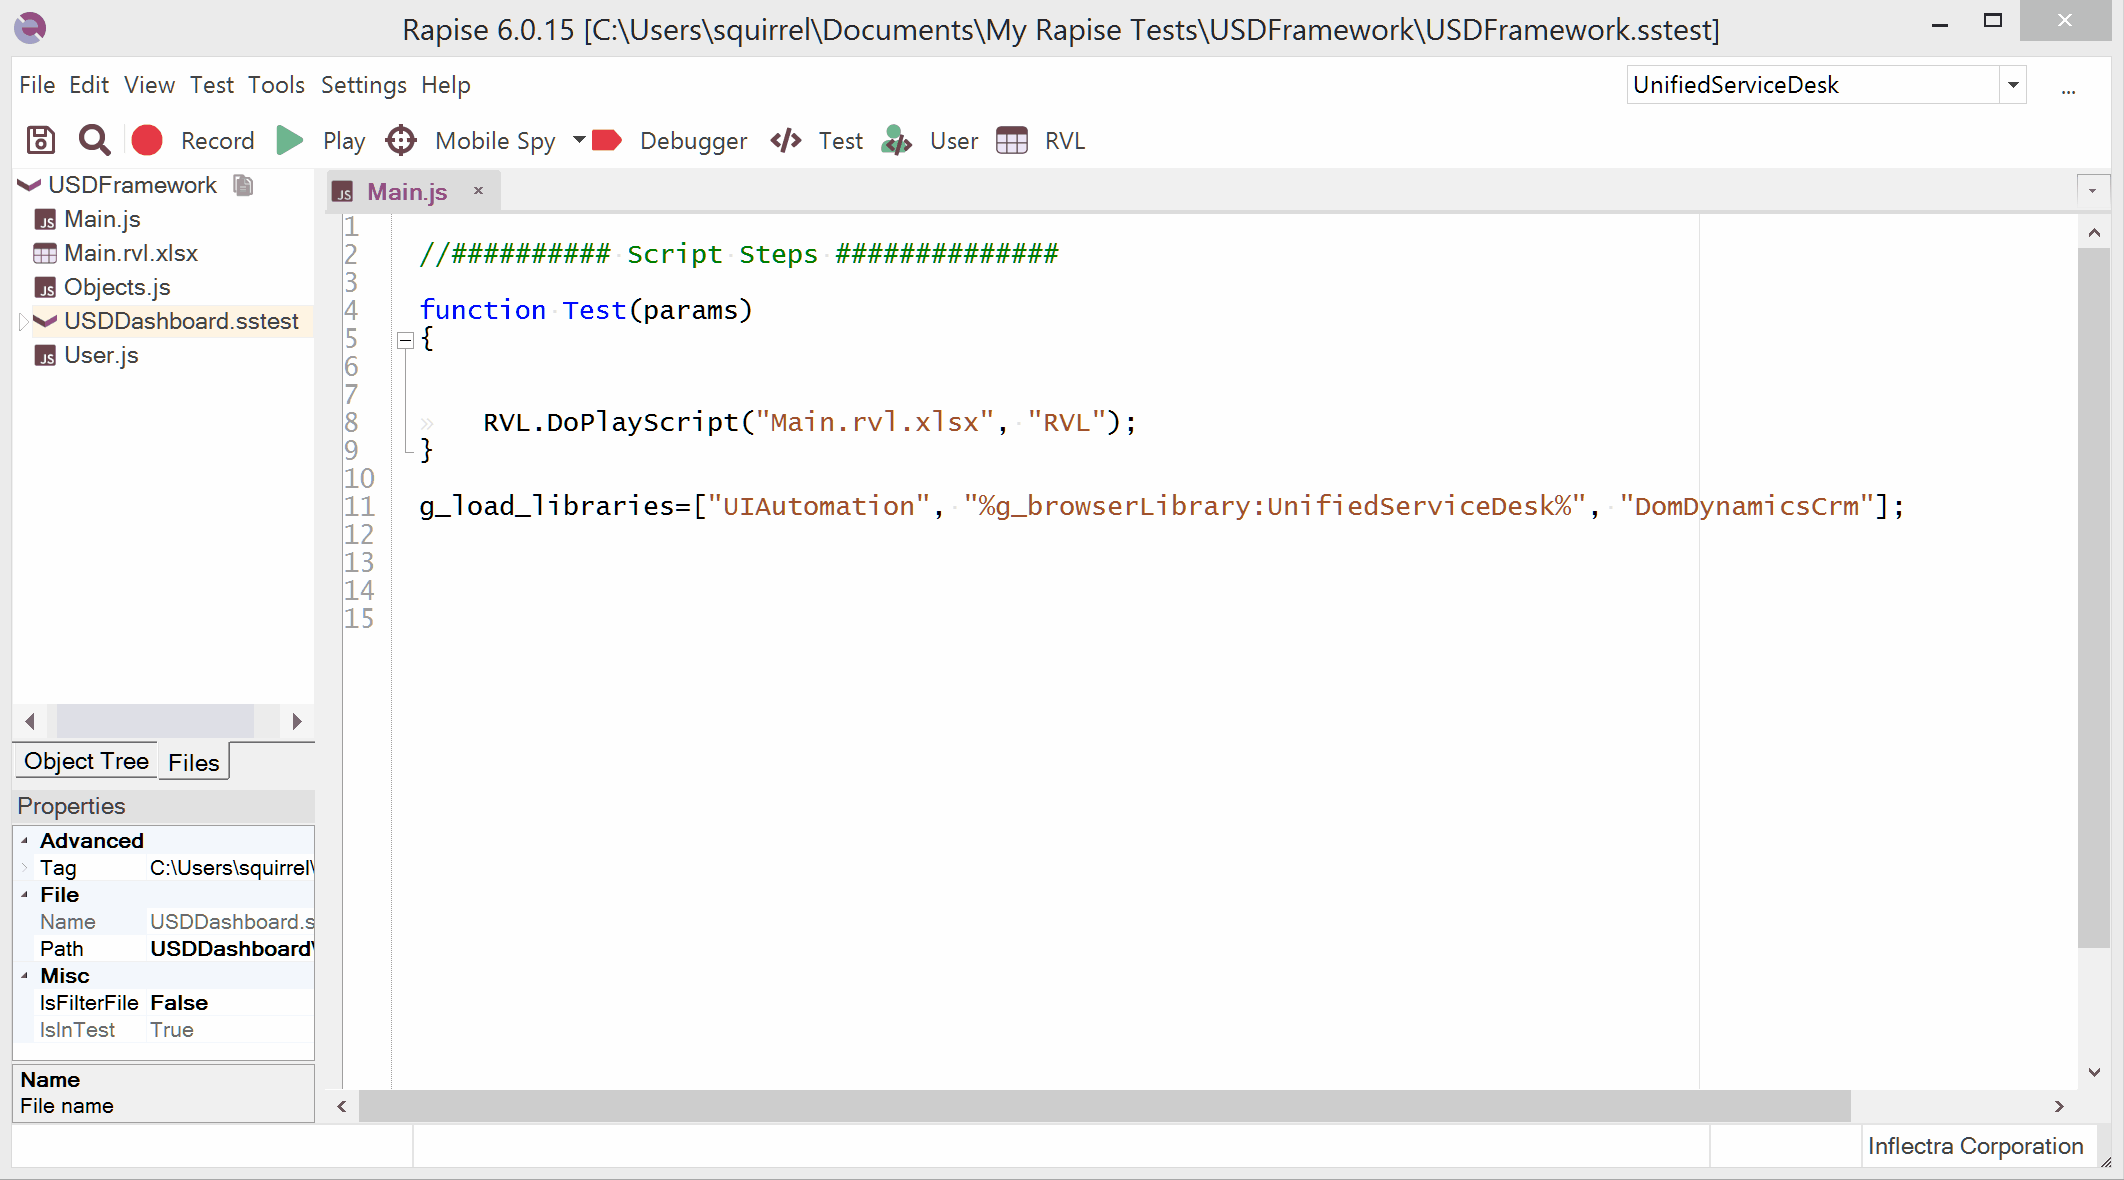 Rapise 6.0.15 [C:\Users\squirrel\Documents\My Rapise Tests\USDFramework\USDFramework.sstest]
File Edit View Test Tools Settings Help
UnifiedServiceDesk
...
Record Play Mobile Spy Debugger Test User RVL
USDFramework
Main.js
Main.rvl.xlsx
Objects.js
USDDashboard.sstest
User.js
Object Tree Files
Properties
Advanced
Tag C:\Users\squirrel\
File
Name USDDashboard.s
Path USDDashboard\
Misc
IsFilterFile False
IsInTest True
Name
File name
JS Main.js ×
1
2 //########## Script Steps ##############
3
4 function Test(params)
5 {
6
7
8 RVL.DoPlayScript("Main.rvl.xlsx", "RVL");
9 }
10
11 g_load_libraries=["UIAutomation", "%g_browserLibrary:UnifiedServiceDesk%", "DomDynamicsCrm"];
12
13
14
15
Inflectra Corporation